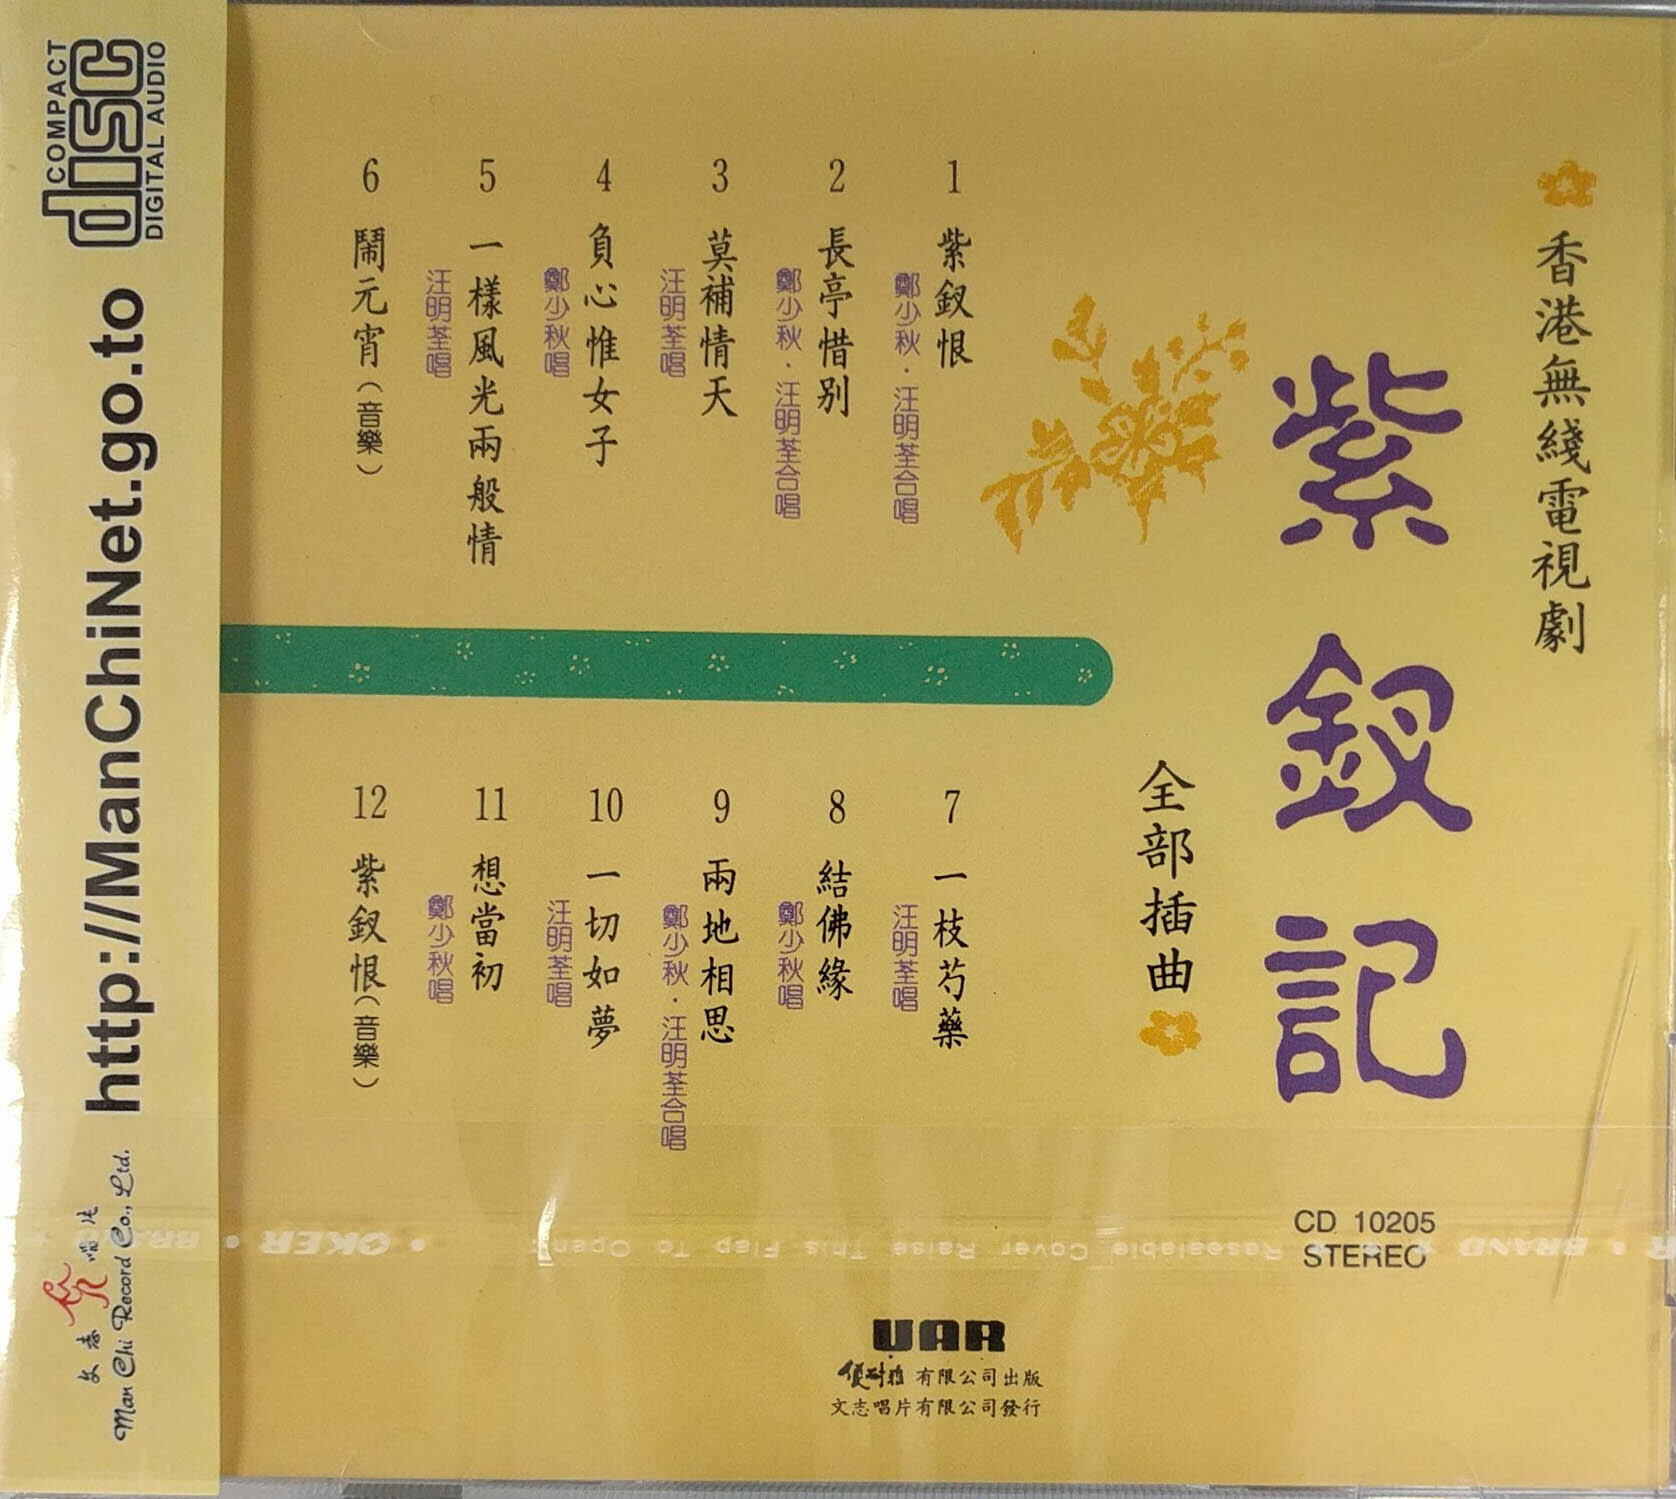 香港無綫電視劇
紫釵記
全部插曲
1 紫釵恨
鄭少秋．汪明荃合唱
2 長亭惜别
鄭少秋．汪明荃合唱
3 莫補情天
汪明荃唱
4 負心惟女子
鄭少秋唱
5 一樣風光兩般情
汪明荃唱
6 鬧元宵（音樂）
7 一枝芍藥
汪明荃唱
8 結佛緣
鄭少秋唱
9 兩地相思
鄭少秋．汪明荃合唱
10 一切如夢
汪明荃唱
11 想當初
鄭少秋唱
12 紫釵恨（音樂）
CD 10205
STEREO
UAR
有限公司出版
文志唱片有限公司發行
COMPACT
disc
DIGITAL AUDIO
http://ManChiNet.go.to
文志唱片
Man Chi Record Co., Ltd.
BRAND • OKER •
Resealable Cover Raise This Flap To Open
R • BRAND